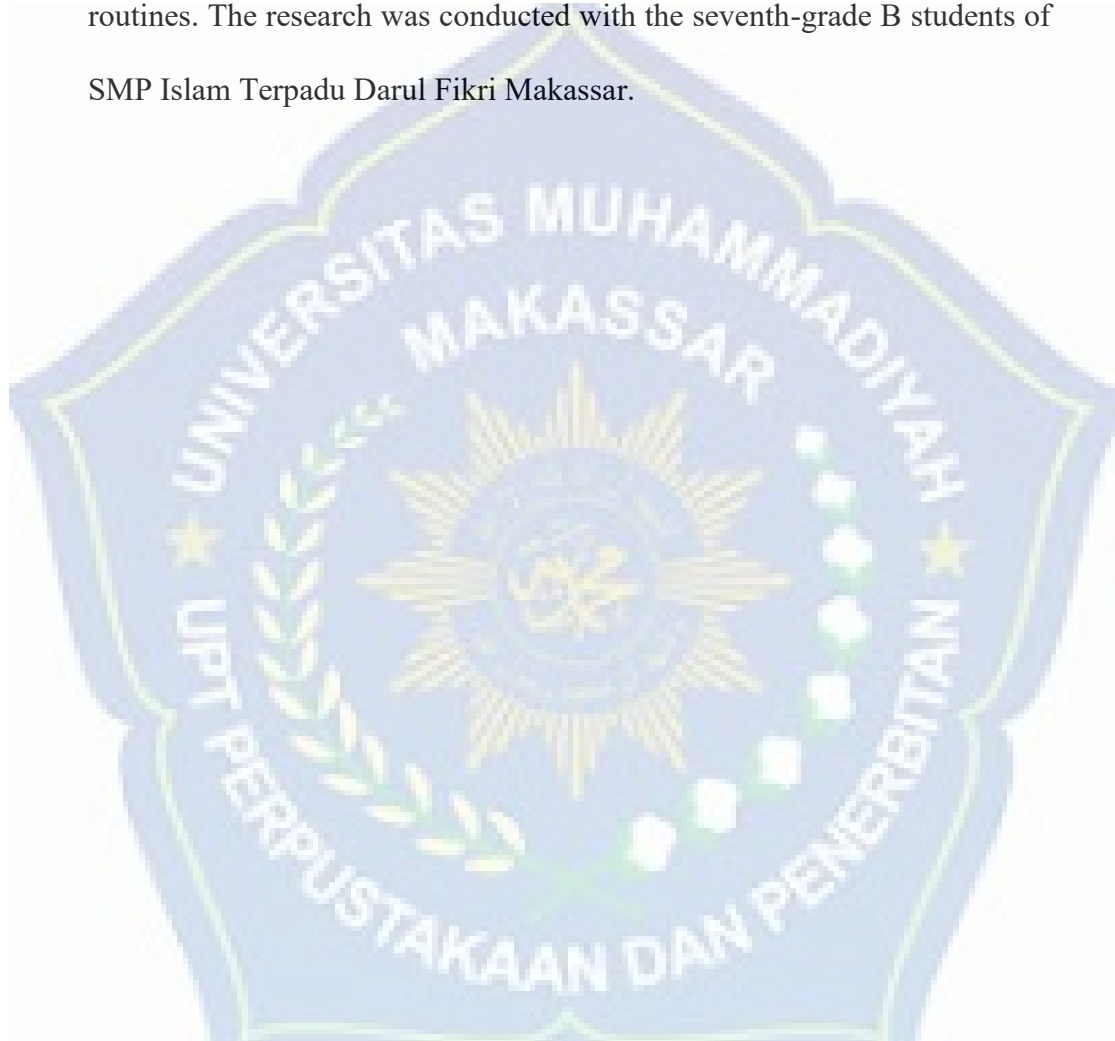 routines. The research was conducted with the seventh-grade B students of
SMP Islam Terpadu Darul Fikri Makassar.
UNIVERSITAS MUHAMMADIYAH
MAKASSAR
UPT PERPUSTAKAAN DAN PENERBITAN